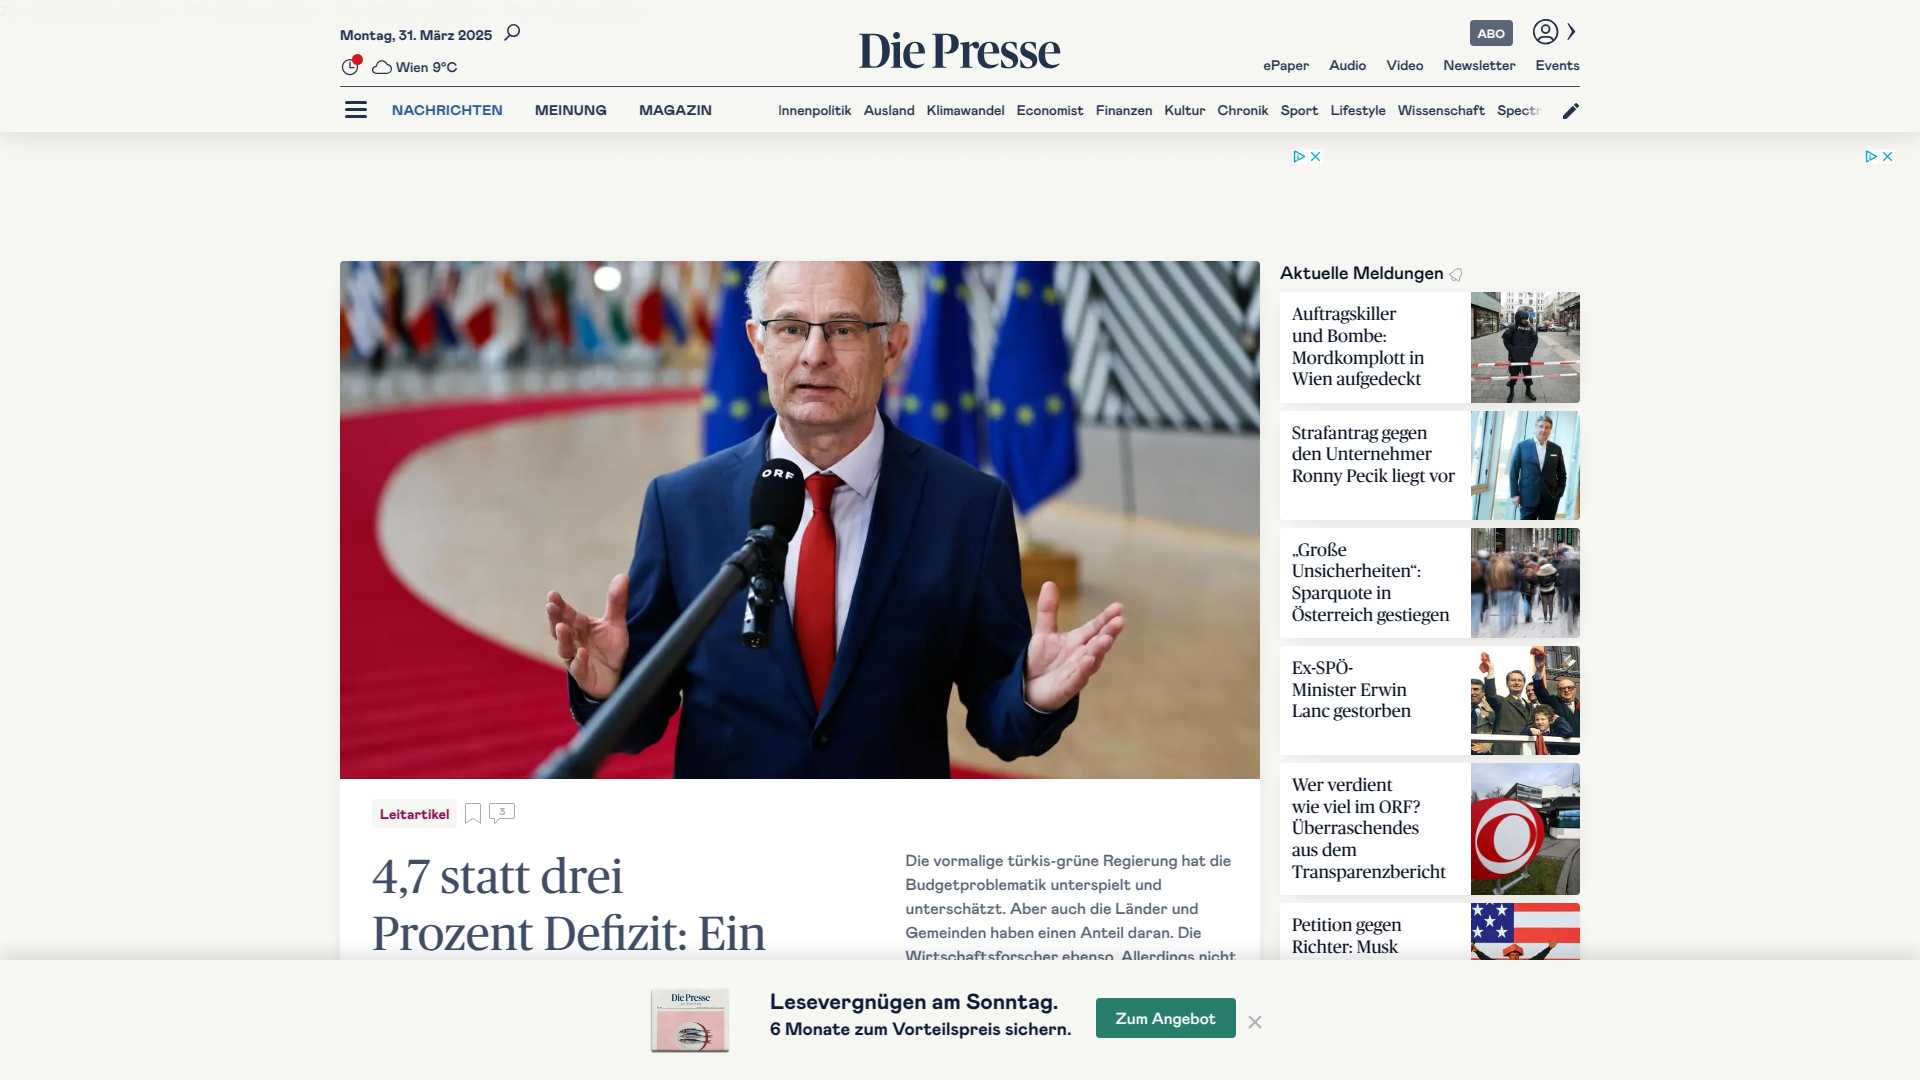 Montag, 31. März 2025
Wien 9°C
Die Presse
ABO
ePaper Audio Video Newsletter Events
NACHRICHTEN MEINUNG MAGAZIN
Innenpolitik Ausland Klimawandel Economist Finanzen Kultur Chronik Sport Lifestyle Wissenschaft Spectr
ORF
Leitartikel
3
4,7 statt drei
Prozent Defizit: Ein
Die vormalige türkis-grüne Regierung hat die
Budgetproblematik unterspielt und
unterschätzt. Aber auch die Länder und
Gemeinden haben einen Anteil daran. Die
Wirtschaftsforscher ebenso. Allerdings nicht
Aktuelle Meldungen
Auftragskiller
und Bombe:
Mordkomplott in
Wien aufgedeckt
Strafantrag gegen
den Unternehmer
Ronny Pecik liegt vor
„Große
Unsicherheiten“:
Sparquote in
Österreich gestiegen
Ex-SPÖ-
Minister Erwin
Lanc gestorben
Wer verdient
wie viel im ORF?
Überraschendes
aus dem
Transparenzbericht
Petition gegen
Richter: Musk
Die Presse
Lesevergnügen am Sonntag.
6 Monate zum Vorteilspreis sichern.
Zum Angebot